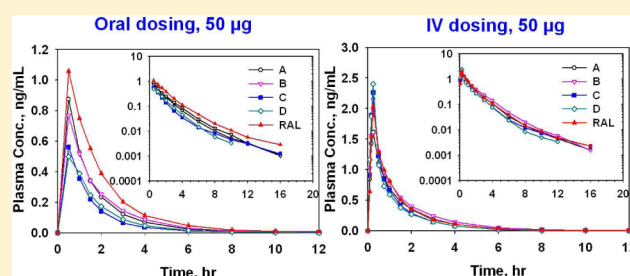 Oral dosing, 50 µg
Plasma Conc., ng/mL
1.2
1.0
0.8
0.6
0.4
0.2
0.0
0 2 4 6 8 10 12
Time, hr
1
0.1
0.01
0.001
0.0001
0 4 8 12 16 20
A
B
C
D
RAL
IV dosing, 50 µg
Plasma Conc., ng/mL
3.0
2.5
2.0
1.5
1.0
0.5
0.0
0 2 4 6 8 10 12
Time, hr
10
1
0.1
0.01
0.001
0.0001
0 4 8 12 16 20
A
B
C
D
RAL